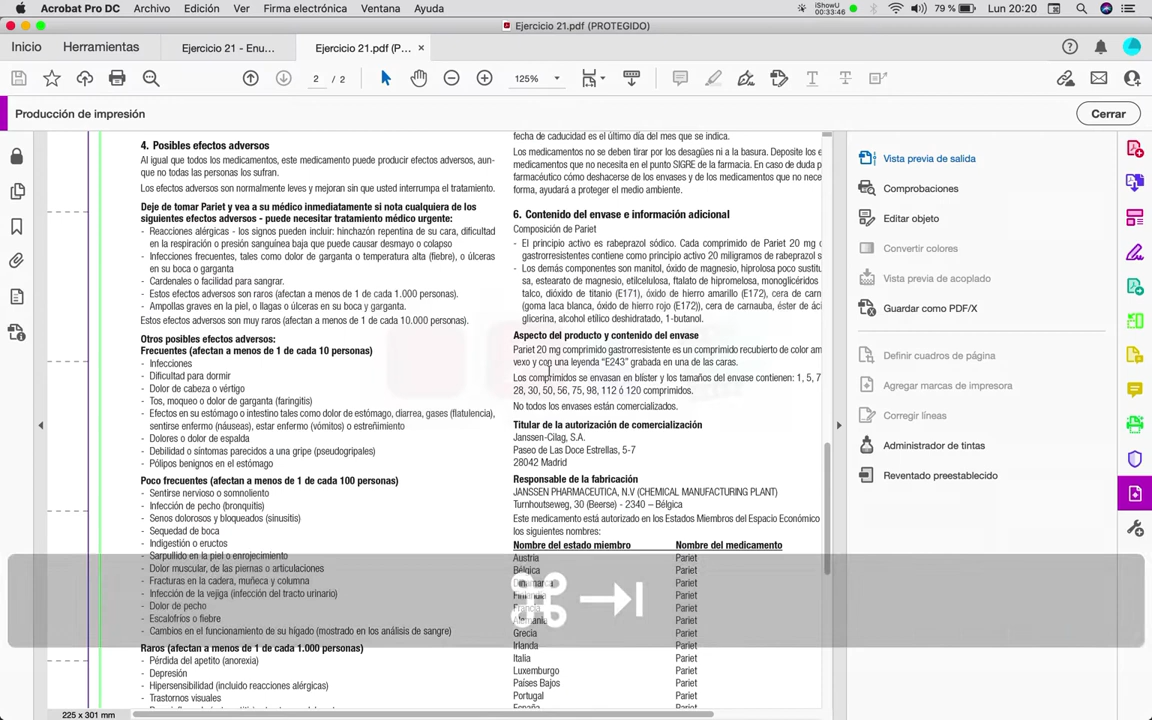 Acrobat Pro DC Archivo Edición Ver Firma electrónica Ventana Ayuda iShowU 00:33:46 79 % Lun 20:20
Ejercicio 21.pdf (PROTEGIDO)
Inicio Herramientas Ejercicio 21 - Enu... Ejercicio 21.pdf (P... ×
2 / 2 125%
Producción de impresión Cerrar
4. Posibles efectos adversos
Al igual que todos los medicamentos, este medicamento puede producir efectos adversos, aun-
que no todas las personas los sufran.
Los efectos adversos son normalmente leves y mejoran sin que usted interrumpa el tratamiento.
Deje de tomar Pariet y vea a su médico inmediatamente si nota cualquiera de los
siguientes efectos adversos - puede necesitar tratamiento médico urgente:
- Reacciones alérgicas - los signos pueden incluir: hinchazón repentina de su cara, dificultad
en la respiración o presión sanguínea baja que puede causar desmayo o colapso
- Infecciones frecuentes, tales como dolor de garganta o temperatura alta (fiebre), o úlceras
en su boca o garganta
- Cardenales o facilidad para sangrar.
- Estos efectos adversos son raros (afectan a menos de 1 de cada 1.000 personas).
- Ampollas graves en la piel, o llagas o úlceras en su boca y garganta.
Estos efectos adversos son muy raros (afectan a menos de 1 de cada 10.000 personas).
Otros posibles efectos adversos:
Frecuentes (afectan a menos de 1 de cada 10 personas)
- Infecciones
- Dificultad para dormir
- Dolor de cabeza o vértigo
- Tos, moqueo o dolor de garganta (faringitis)
- Efectos en su estómago o intestino tales como dolor de estómago, diarrea, gases (flatulencia),
sentirse enfermo (náuseas), estar enfermo (vómitos) o estreñimiento
- Dolores o dolor de espalda
- Debilidad o síntomas parecidos a una gripe (pseudogripales)
- Pólipos benignos en el estómago
Poco frecuentes (afectan a menos de 1 de cada 100 personas)
- Sentirse nervioso o somnoliento
- Infección de pecho (bronquitis)
- Senos dolorosos y bloqueados (sinusitis)
- Sequedad de boca
- Indigestión o eructos
- Sarpullido en la piel o enrojecimiento
- Dolor muscular, de las piernas o articulaciones
- Fracturas en la cadera, muñeca y columna
- Infección de la vejiga (infección del tracto urinario)
- Dolor de pecho
- Escalofrios o fiebre
- Cambios en el funcionamiento de su hígado (mostrado en los análisis de sangre)
Raros (afectan a menos de 1 de cada 1.000 personas)
- Pérdida del apetito (anorexia)
- Depresión
- Hipersensibilidad (incluido reacciones alérgicas)
- Trastornos visuales
fecha de caducidad es el último día del mes que se indica.
Los medicamentos no se deben tirar por los desagües ni a la basura. Deposite los e
medicamentos que no necesita en el punto SIGRE de la farmacia. En caso de duda p
farmacéutico cómo deshacerse de los envases y de los medicamentos que no nece
forma, ayudará a proteger el medio ambiente.
6. Contenido del envase e información adicional
Composición de Pariet
- El principio activo es rabeprazol sódico. Cada comprimido de Pariet 20 mg c
gastrorresistentes contiene como principio activo 20 miligramos de rabeprazol s
- Los demás componentes son manitol, óxido de magnesio, hiprolosa poco sustitu
sa, estearato de magnesio, etilcelulosa, ftalato de hipromelosa, monoglicéridos
talco, dióxido de titanio (E171), óxido de hierro amarillo (E172), cera de carn
(goma laca blanca, óxido de hierro rojo (E172)), cera de carnauba, éster de áci
glicerina, alcohol etílico deshidratado, 1-butanol.
Aspecto del producto y contenido del envase
Pariet 20 mg comprimido gastrorresistente es un comprimido recubierto de color am
vexo y con una leyenda “E243” grabada en una de las caras.
Los comprimidos se envasan en blíster y los tamaños del envase contienen: 1, 5, 7
28, 30, 50, 56, 75, 98, 112 ó 120 comprimidos.
No todos los envases están comercializados.
Titular de la autorización de comercialización
Janssen-Cilag, S.A.
Paseo de Las Doce Estrellas, 5-7
28042 Madrid
Responsable de la fabricación
JANSSEN PHARMACEUTICA, N.V (CHEMICAL MANUFACTURING PLANT)
Turnhoutseweg, 30 (Beerse) - 2340 – Bélgica
Este medicamento está autorizado en los Estados Miembros del Espacio Económico
los siguientes nombres:
Nombre del estado miembro Nombre del medicamento
Austria Pariet
Bélgica Pariet
Dinamarca Pariet
Finlandia Pariet
Francia Pariet
Alemania Pariet
Grecia Pariet
Irlanda Pariet
Italia Pariet
Luxemburgo Pariet
Países Bajos Pariet
Portugal Pariet
España Pariet
⌘ →|
225 x 301 mm
Vista previa de salida
Comprobaciones
Editar objeto
Convertir colores
Vista previa de acoplado
Guardar como PDF/X
Definir cuadros de página
Agregar marcas de impresora
Corregir líneas
Administrador de tintas
Reventado preestablecido